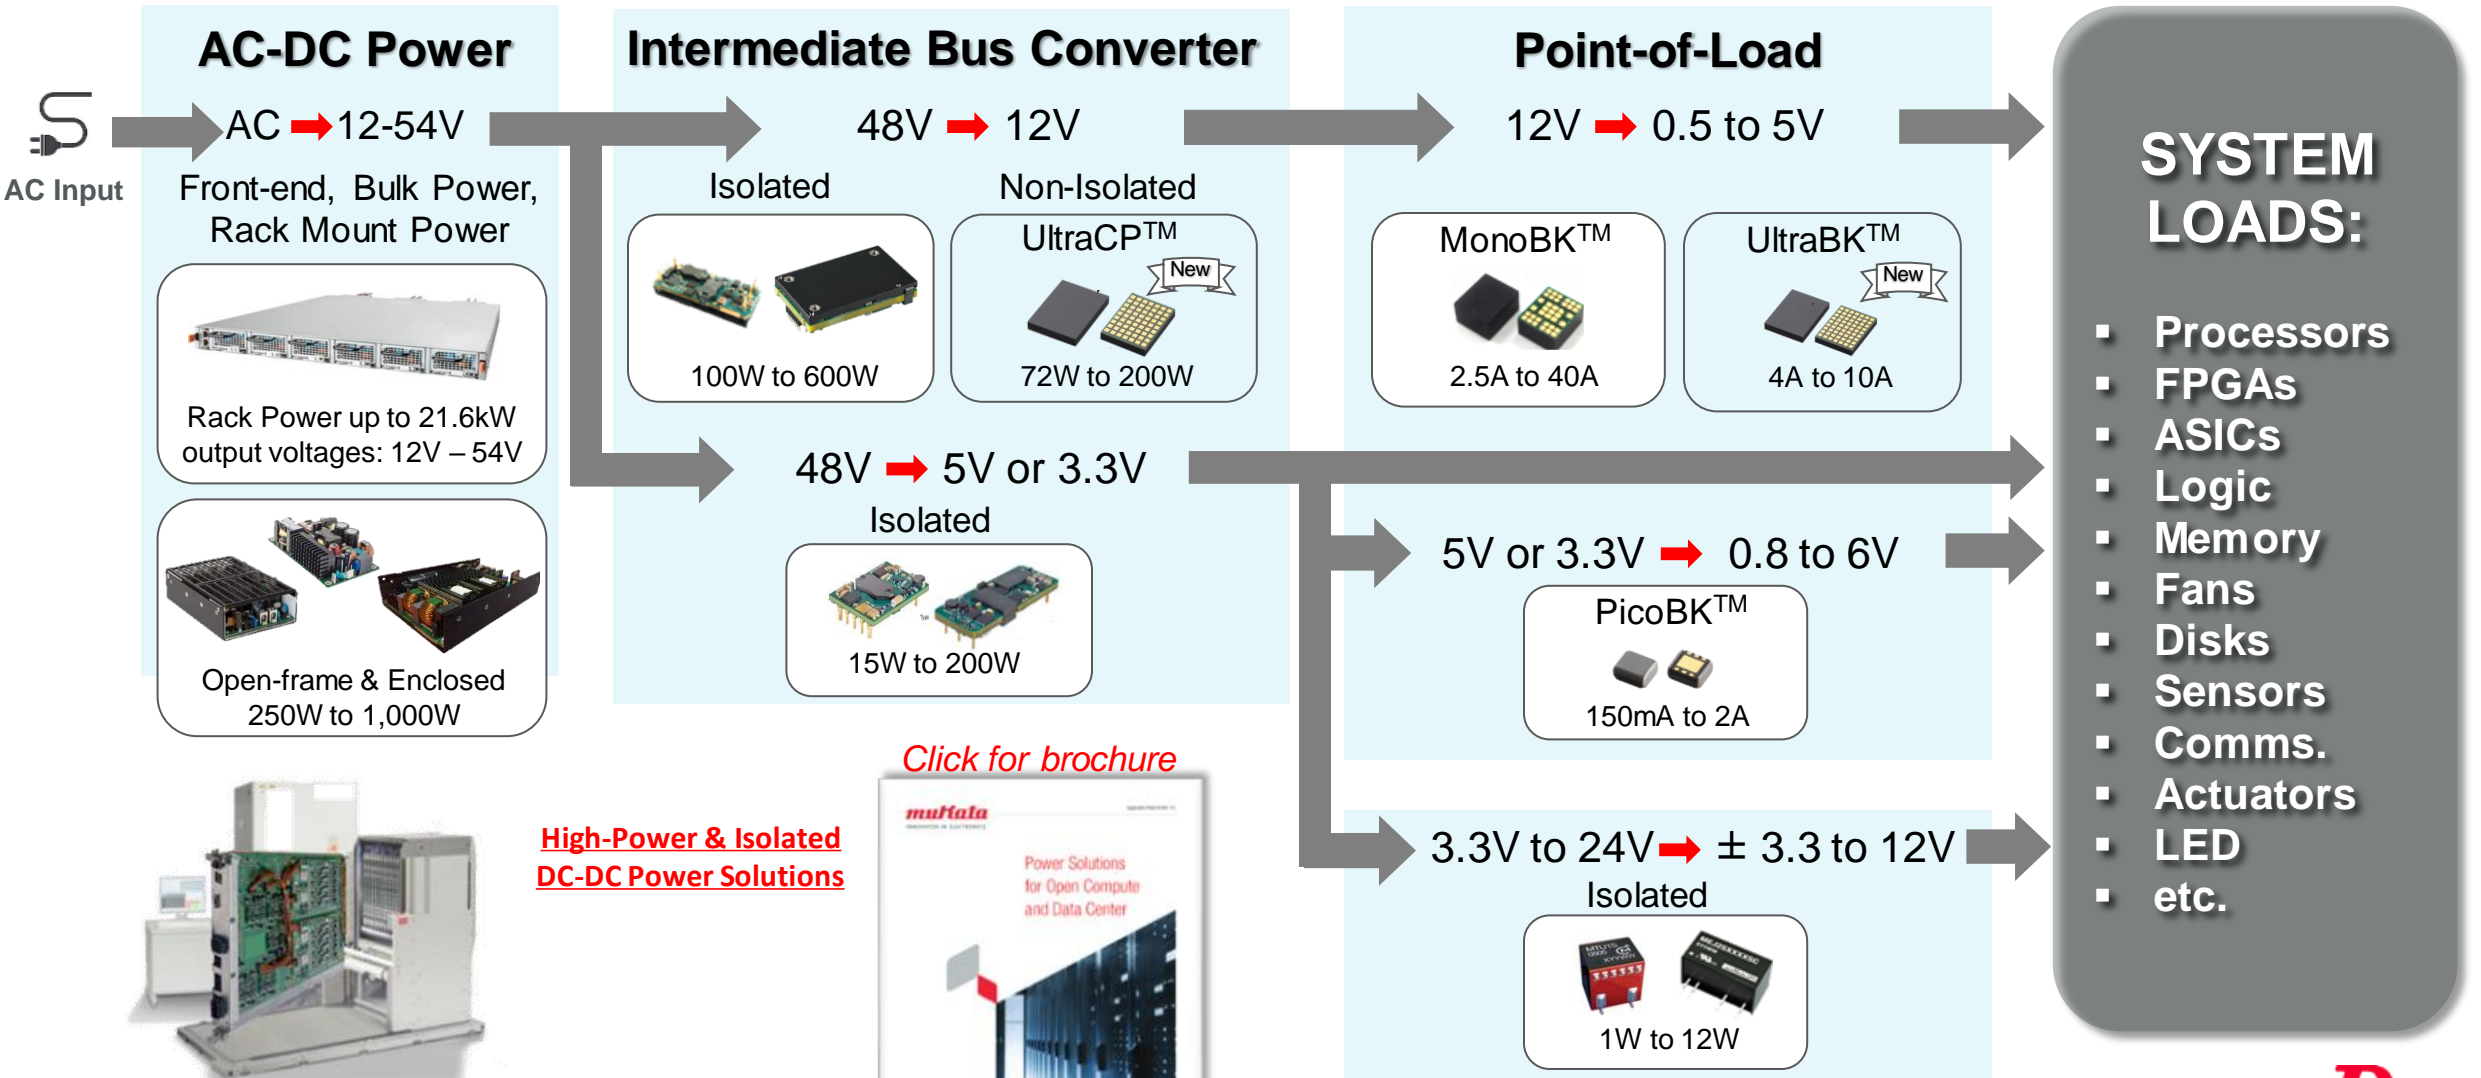 AC Input
AC-DC Power
AC 12-54V
Front-end, Bulk Power,
Rack Mount Power
Rack Power up to 21.6kW
output voltages: 12V – 54V
Open-frame & Enclosed
250W to 1,000W
Intermediate Bus Converter
48V 12V
Isolated
100W to 600W
Non-Isolated
UltraCP™
New
72W to 200W
48V 5V or 3.3V
Isolated
15W to 200W
Point-of-Load
12V 0.5 to 5V
MonoBK™
2.5A to 40A
UltraBK™
New
4A to 10A
5V or 3.3V 0.8 to 6V
PicoBK™
150mA to 2A
3.3V to 24V ± 3.3 to 12V
Isolated
MTU1S
0505
XYYWW
1W to 12W
SYSTEM
LOADS:
▪ Processors
▪ FPGAs
▪ ASICs
▪ Logic
▪ Memory
▪ Fans
▪ Disks
▪ Sensors
▪ Comms.
▪ Actuators
▪ LED
▪ etc.
High-Power & Isolated
DC-DC Power Solutions
Click for brochure
muRata
INNOVATOR IN ELECTRONICS
Power Solutions
for Open Compute
and Data Center